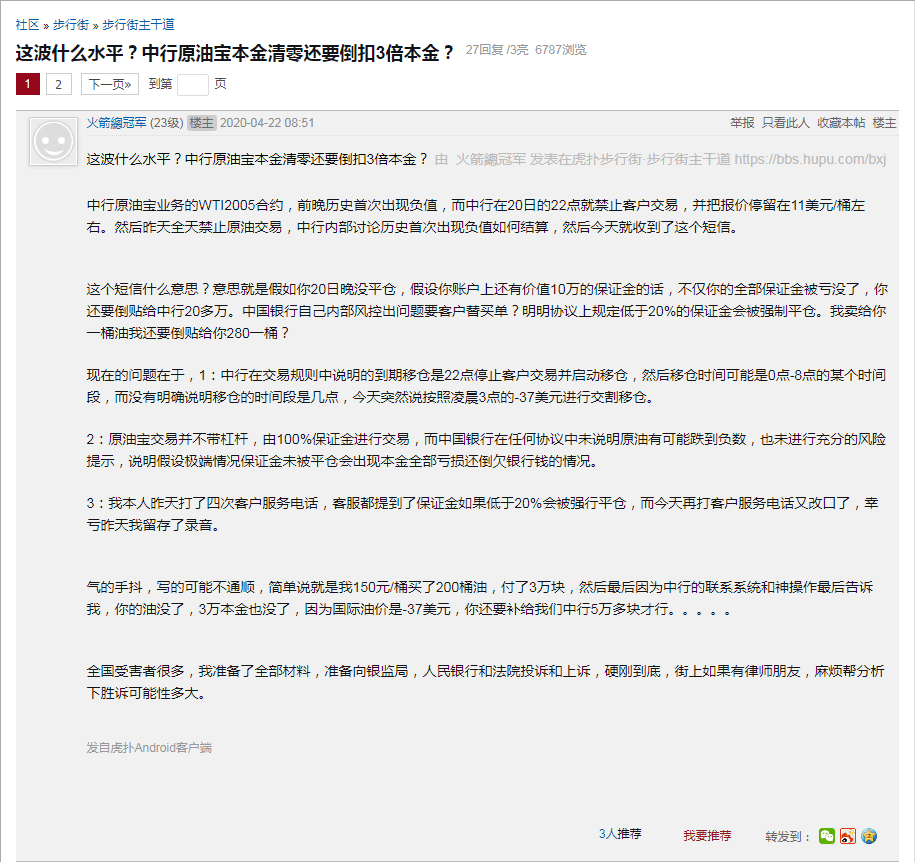 社区 » 步行街 » 步行街主干道
这波什么水平？中行原油宝本金清零还要倒扣3倍本金？ 27回复 /3亮 6787浏览
1 2 下一页» 到第 页
火箭總冠军 (23级) 楼主 2020-04-22 08:51 举报 只看此人 收藏本帖 楼主
这波什么水平？中行原油宝本金清零还要倒扣3倍本金？ 由 火箭總冠军 发表在虎扑步行街·步行街主干道 https://bbs.hupu.com/bxj
中行原油宝业务的WTI2005合约，前晚历史首次出现负值，而中行在20日的22点就禁止客户交易，并把报价停留在11美元/桶左
右。然后昨天全天禁止原油交易，中行内部讨论历史首次出现负值如何结算，然后今天就收到了这个短信。
这个短信什么意思？意思就是假如你20日晚没平仓，假设你账户上还有价值10万的保证金的话，不仅你的全部保证金被亏没了，你
还要倒贴给中行20多万。中国银行自己内部风控出问题要客户替买单？明明协议上规定低于20%的保证金会被强制平仓。我卖给你
一桶油我还要倒贴给你280一桶？
现在的问题在于，1：中行在交易规则中说明的到期移仓是22点停止客户交易并启动移仓，然后移仓时间可能是0点-8点的某个时间
段，而没有明确说明移仓的时间段是几点，今天突然说按照凌晨3点的-37美元进行交割移仓。
2：原油宝交易并不带杠杆，由100%保证金进行交易，而中国银行在任何协议中未说明原油有可能跌到负数，也未进行充分的风险
提示，说明假设极端情况保证金未被平仓会出现本金全部亏损还倒欠银行钱的情况。
3：我本人昨天打了四次客户服务电话，客服都提到了保证金如果低于20%会被强行平仓，而今天再打客户服务电话又改口了，幸
亏昨天我留存了录音。
气的手抖，写的可能不通顺，简单说就是我150元/桶买了200桶油，付了3万块，然后最后因为中行的联系系统和神操作最后告诉
我，你的油没了，3万本金也没了，因为国际油价是-37美元，你还要补给我们中行5万多块才行。。。。。
全国受害者很多，我准备了全部材料，准备向银监局，人民银行和法院投诉和上诉，硬刚到底，街上如果有律师朋友，麻烦帮分析
下胜诉可能性多大。
发自虎扑Android客户端
3人推荐 我要推荐 转发到：